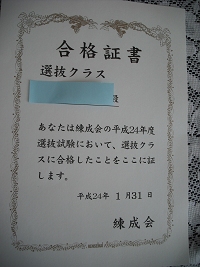 合格証書
選抜クラス
殿
あなたは練成会の平成24年度
選抜試験において、選抜クラ
スに合格したことをここに証
します。
平成24年 1月31日
練成会